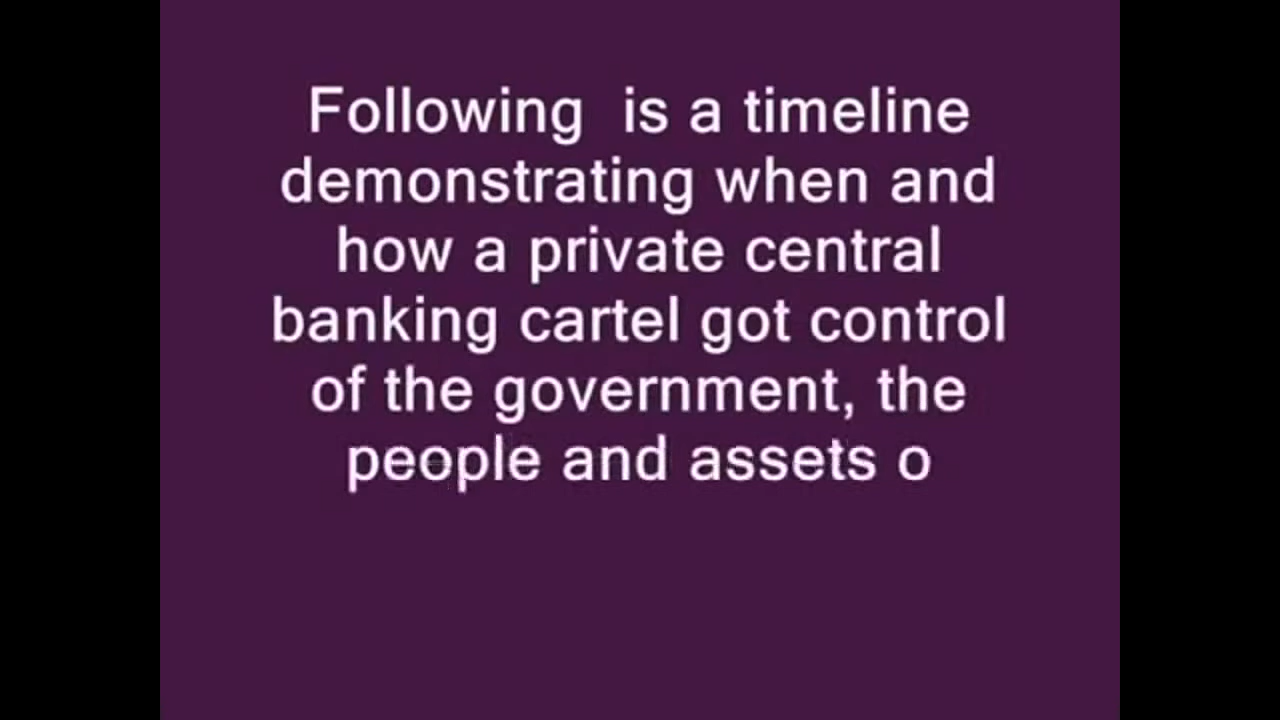 Following  is a timeline
demonstrating when and
how a private central
banking cartel got control
of the government, the
people and assets o